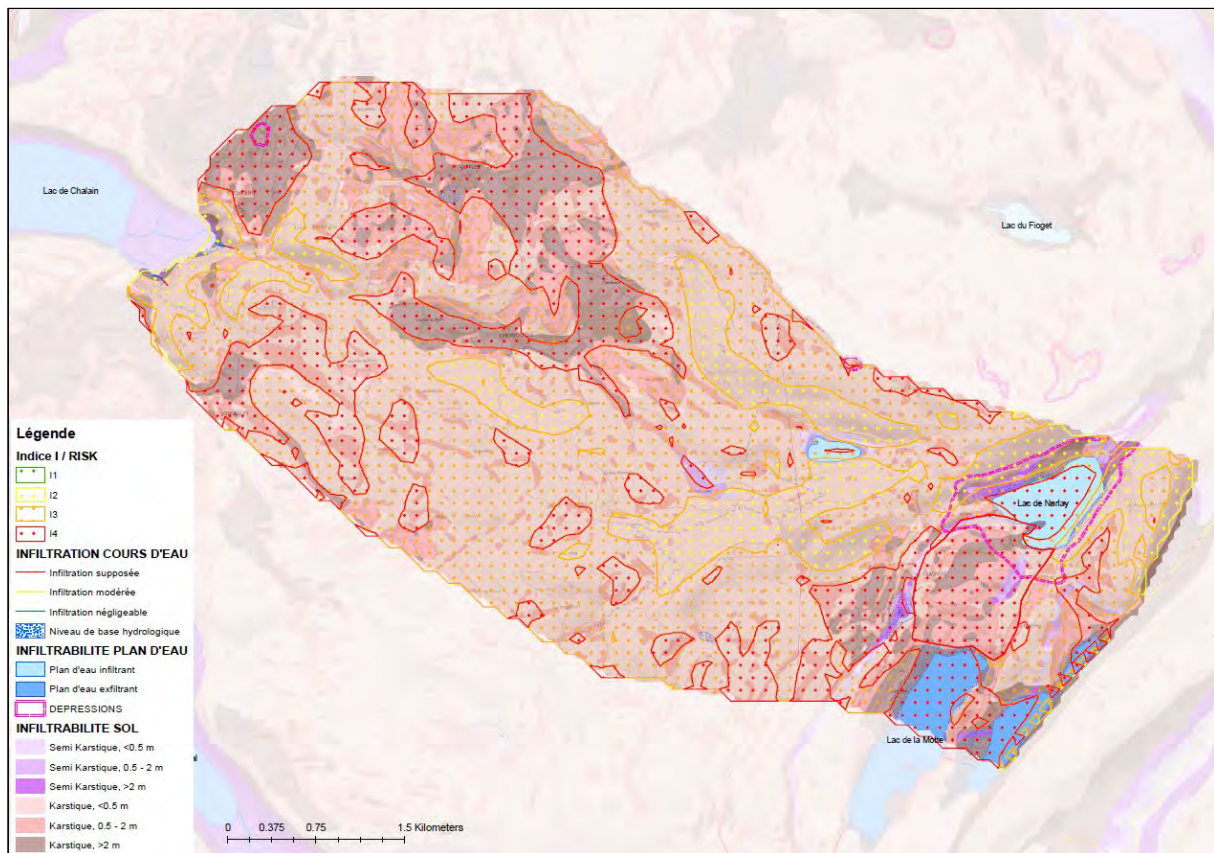 Lac de Chalain
Lac du Fioget
Lac de Narlay
Lac de la Motte
Légende
Indice I / RISK
I1
I2
I3
I4
INFILTRATION COURS D'EAU
Infiltration supposée
Infiltration modérée
Infiltration négligeable
Niveau de base hydrologique
INFILTRABILITE PLAN D'EAU
Plan d'eau infiltrant
Plan d'eau exfiltrant
DEPRESSIONS
INFILTRABILITE SOL
Semi Karstique, <0.5 m
Semi Karstique, 0.5 - 2 m
Semi Karstique, >2 m
Karstique, <0.5 m
Karstique, 0.5 - 2 m
Karstique, >2 m
0 0.375 0.75 1.5 Kilometers